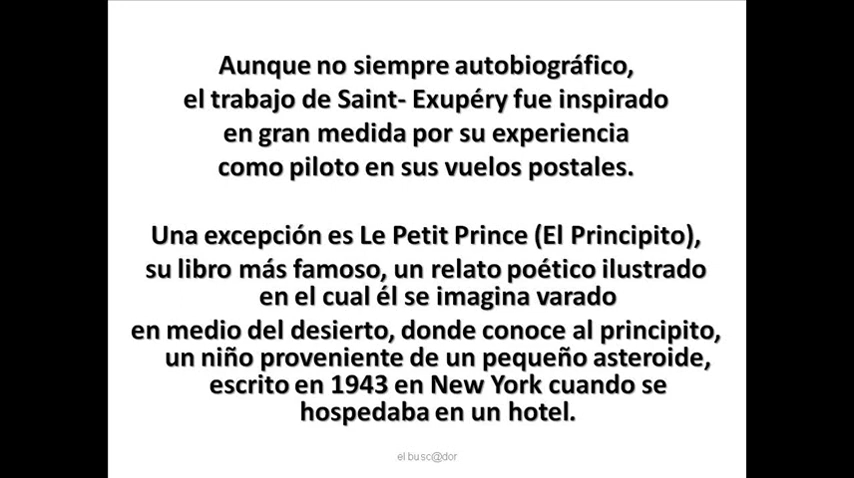 Aunque no siempre autobiográfico,
el trabajo de Saint- Exupéry fue inspirado
en gran medida por su experiencia
como piloto en sus vuelos postales.
Una excepción es Le Petit Prince (El Principito),
su libro más famoso, un relato poético ilustrado
en el cual él se imagina varado
en medio del desierto, donde conoce al principito,
un niño proveniente de un pequeño asteroide,
escrito en 1943 en New York cuando se
hospedaba en un hotel.
el busc@dor